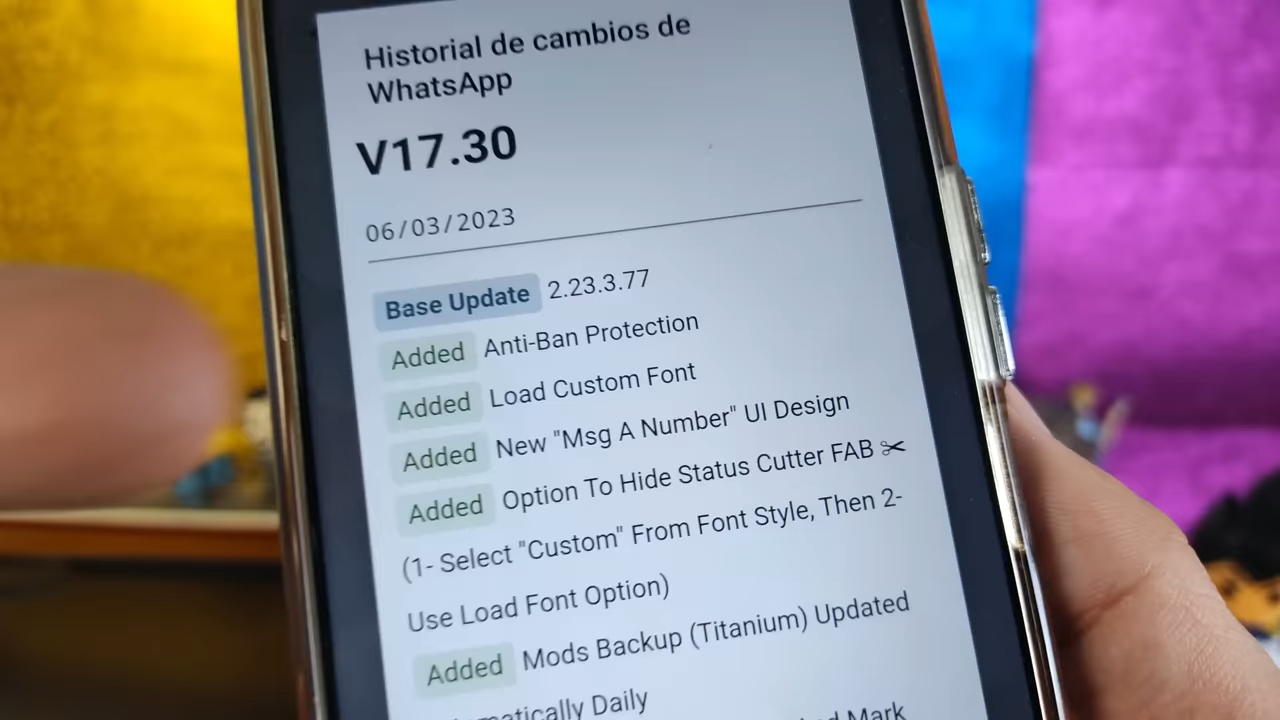 Historial de cambios de
WhatsApp
V17.30
06/03/2023
Base Update 2.23.3.77
Added Anti-Ban Protection
Added Load Custom Font
Added New "Msg A Number" UI Design
Added Option To Hide Status Cutter FAB ✂
(1- Select "Custom" From Font Style, Then 2-
Use Load Font Option)
Added Mods Backup (Titanium) Updated
Daily
Mark